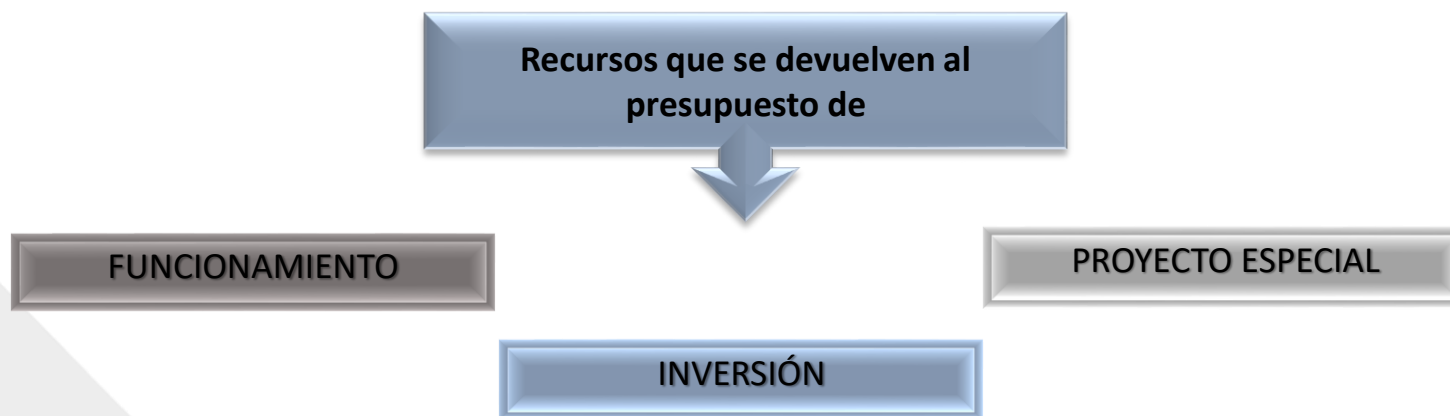 Recursos que se devuelven al
presupuesto de
FUNCIONAMIENTO
PROYECTO ESPECIAL
INVERSIÓN